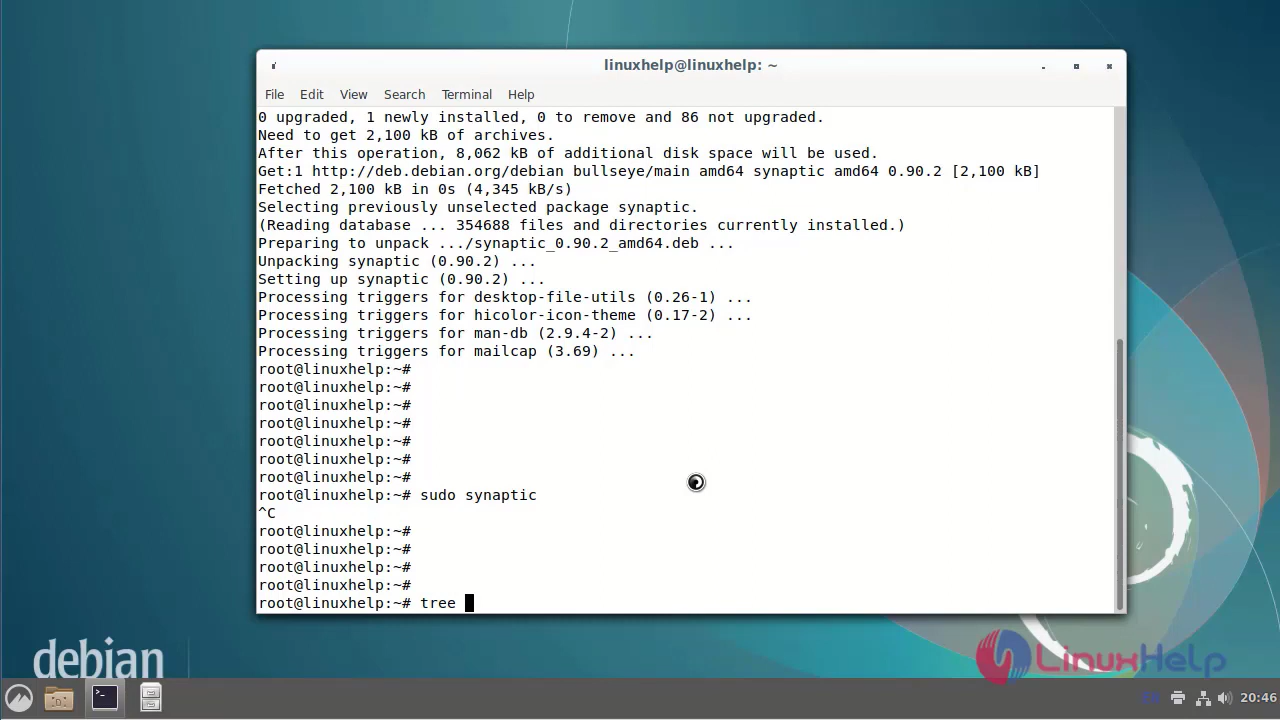 linuxhelp@linuxhelp: ~
File Edit View Search Terminal Help
0 upgraded, 1 newly installed, 0 to remove and 86 not upgraded.
Need to get 2,100 kB of archives.
After this operation, 8,062 kB of additional disk space will be used.
Get:1 http://deb.debian.org/debian bullseye/main amd64 synaptic amd64 0.90.2 [2,100 kB]
Fetched 2,100 kB in 0s (4,345 kB/s)
Selecting previously unselected package synaptic.
(Reading database ... 354688 files and directories currently installed.)
Preparing to unpack .../synaptic_0.90.2_amd64.deb ...
Unpacking synaptic (0.90.2) ...
Setting up synaptic (0.90.2) ...
Processing triggers for desktop-file-utils (0.26-1) ...
Processing triggers for hicolor-icon-theme (0.17-2) ...
Processing triggers for man-db (2.9.4-2) ...
Processing triggers for mailcap (3.69) ...
root@linuxhelp:~#
root@linuxhelp:~#
root@linuxhelp:~#
root@linuxhelp:~#
root@linuxhelp:~#
root@linuxhelp:~#
root@linuxhelp:~#
root@linuxhelp:~# sudo synaptic
^C
root@linuxhelp:~#
root@linuxhelp:~#
root@linuxhelp:~#
root@linuxhelp:~#
root@linuxhelp:~# tree
debian
LinuxHelp
20:46